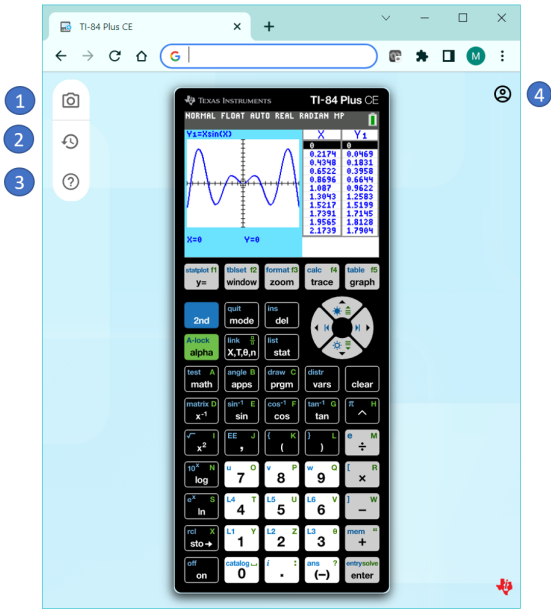 TI-84 Plus CE
G
M
1
2
3
4
TEXAS INSTRUMENTS TI-84 Plus CE
NORMAL FLOAT AUTO REAL RADIAN MP
Y1=Xsin(X)
X Y1
0 0
0.2174 0.0469
0.4348 0.1831
0.6522 0.3958
0.8696 0.6644
1.087 0.9622
1.3043 1.2583
1.5217 1.5199
1.7391 1.7145
1.9565 1.8128
2.1739 1.7904
X=0 Y=0
statplot f1 tblset f2 format f3 calc f4 table f5
y= window zoom trace graph
quit ins
2nd mode del
A-lock link list
alpha X,T,θ,n stat
test A angle B draw C distr
math apps prgm vars clear
matrix D sin⁻¹ E cos⁻¹ F tan⁻¹ G π H
x⁻¹ sin cos tan ^
√ I EE J { K } L e M
x² , ( ) ÷
10ˣ N u O v P w Q [ R
log 7 8 9 ×
eˣ S L4 T L5 U L6 V ] W
ln 4 5 6 −
rcl X L1 Y L2 Z L3 θ mem "
sto→ 1 2 3 +
off catalog i : ans ? entry solve
on 0 . (−) enter